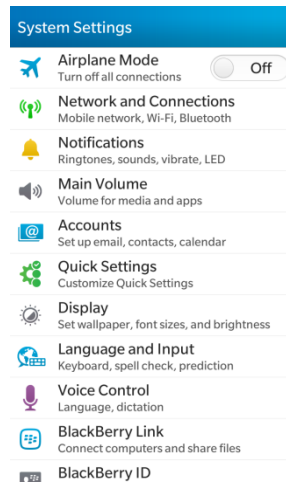 System Settings
Airplane Mode
Turn off all connections
Off
Network and Connections
Mobile network, Wi-Fi, Bluetooth
Notifications
Ringtones, sounds, vibrate, LED
Main Volume
Volume for media and apps
Accounts
Set up email, contacts, calendar
Quick Settings
Customize Quick Settings
Display
Set wallpaper, font sizes, and brightness
Language and Input
Keyboard, spell check, prediction
Voice Control
Language, dictation
BlackBerry Link
Connect computers and share files
BlackBerry ID